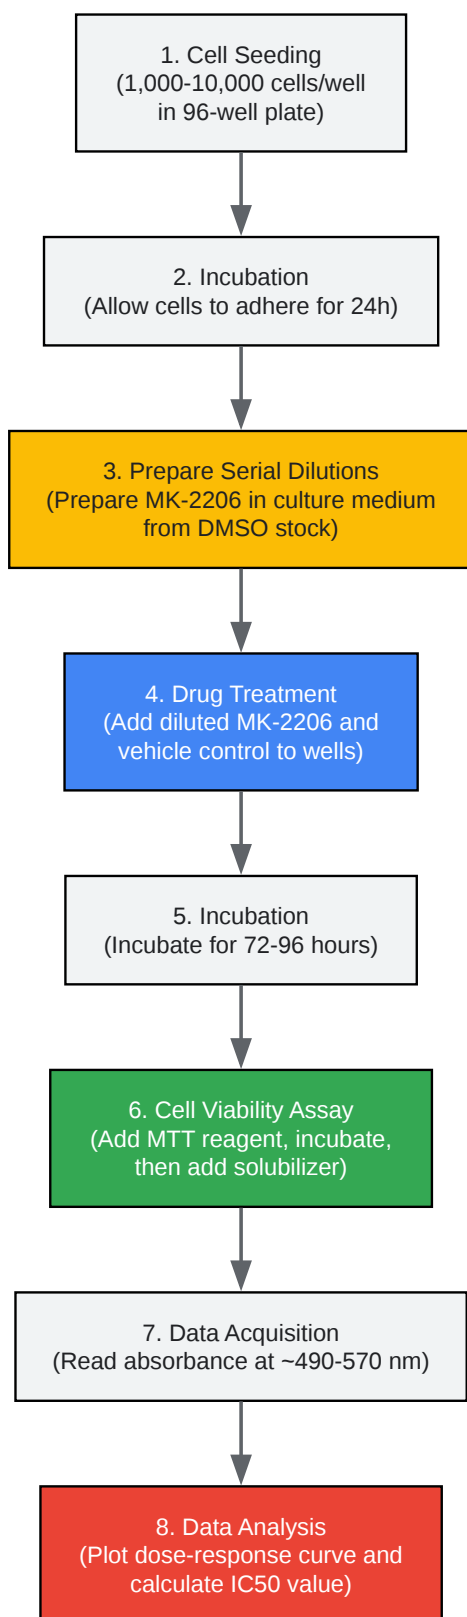 1. Cell Seeding
(1,000-10,000 cells/well
in 96-well plate)
2. Incubation
(Allow cells to adhere for 24h)
3. Prepare Serial Dilutions
(Prepare MK-2206 in culture medium
from DMSO stock)
4. Drug Treatment
(Add diluted MK-2206 and
vehicle control to wells)
5. Incubation
(Incubate for 72-96 hours)
6. Cell Viability Assay
(Add MTT reagent, incubate,
then add solubilizer)
7. Data Acquisition
(Read absorbance at ~490-570 nm)
8. Data Analysis
(Plot dose-response curve and
calculate IC50 value)